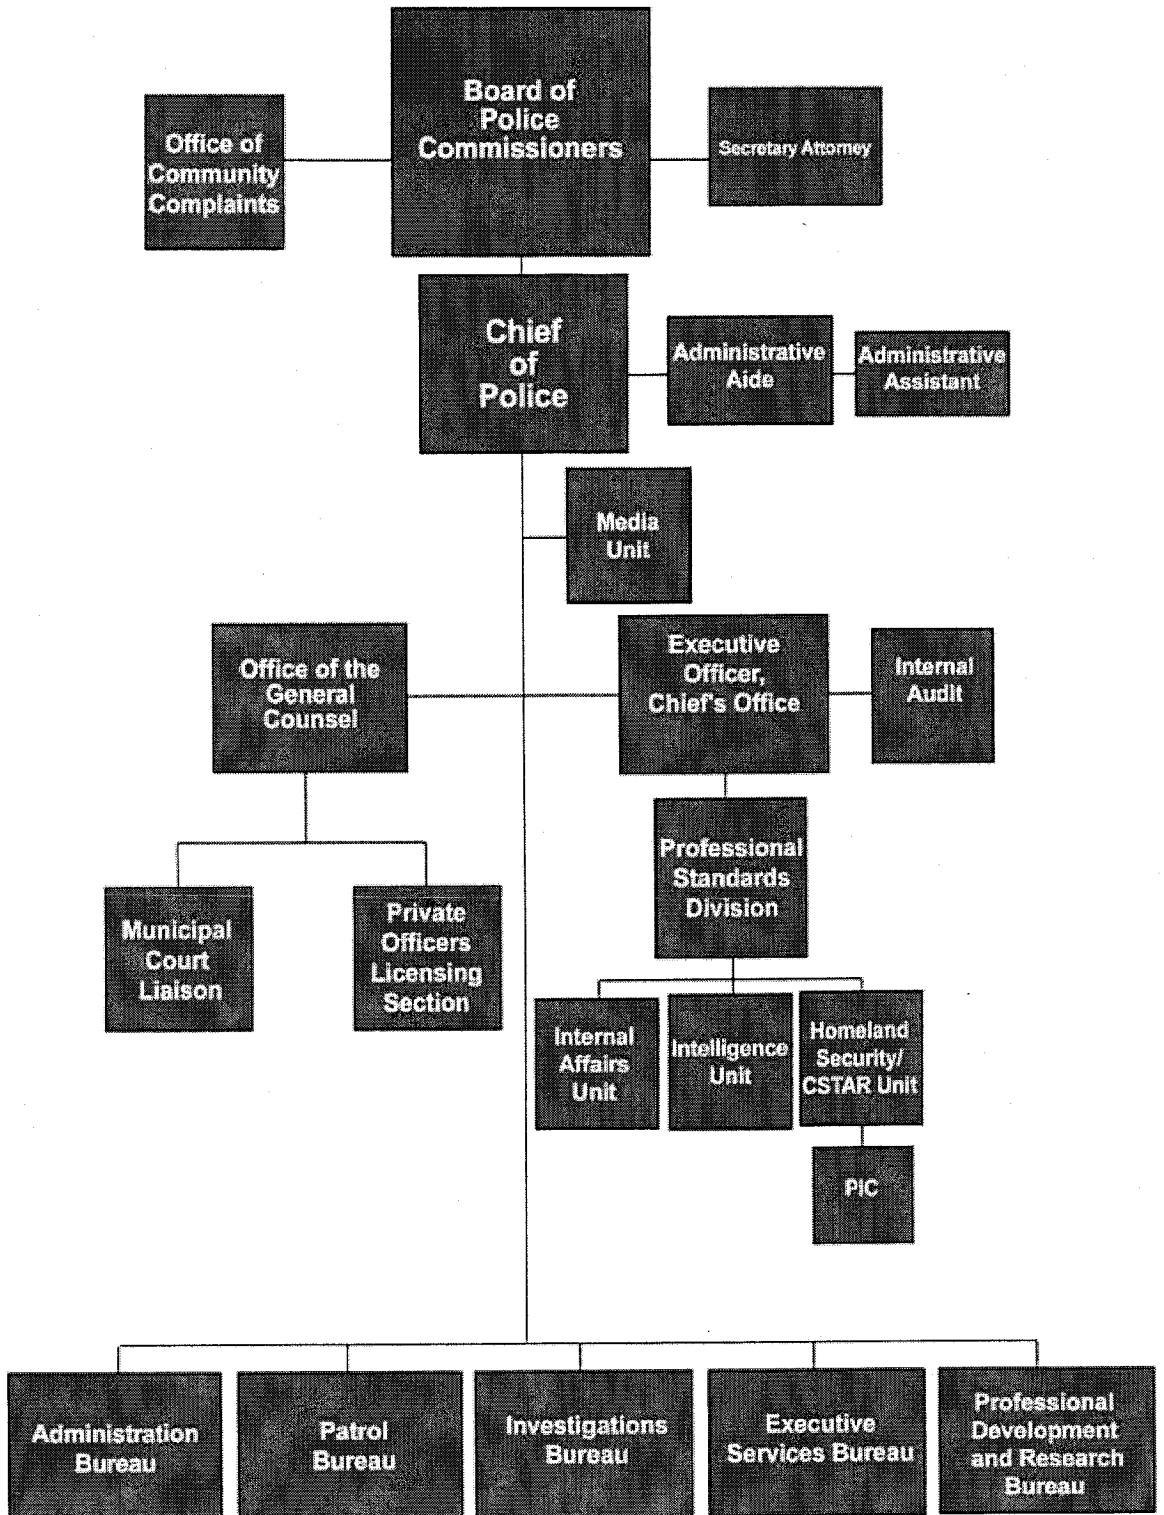 Board of
Police
Commissioners
Office of
Community
Complaints
Secretary Attorney
Chief
of
Police
Administrative
Aide
Administrative
Assistant
Media
Unit
Office of the
General
Counsel
Executive
Officer,
Chief's Office
Internal
Audit
Professional
Standards
Division
Municipal
Court
Liaison
Private
Officers
Licensing
Section
Internal
Affairs
Unit
Intelligence
Unit
Homeland
Security/
CSTAR Unit
PIC
Administration
Bureau
Patrol
Bureau
Investigations
Bureau
Executive
Services Bureau
Professional
Development
and Research
Bureau